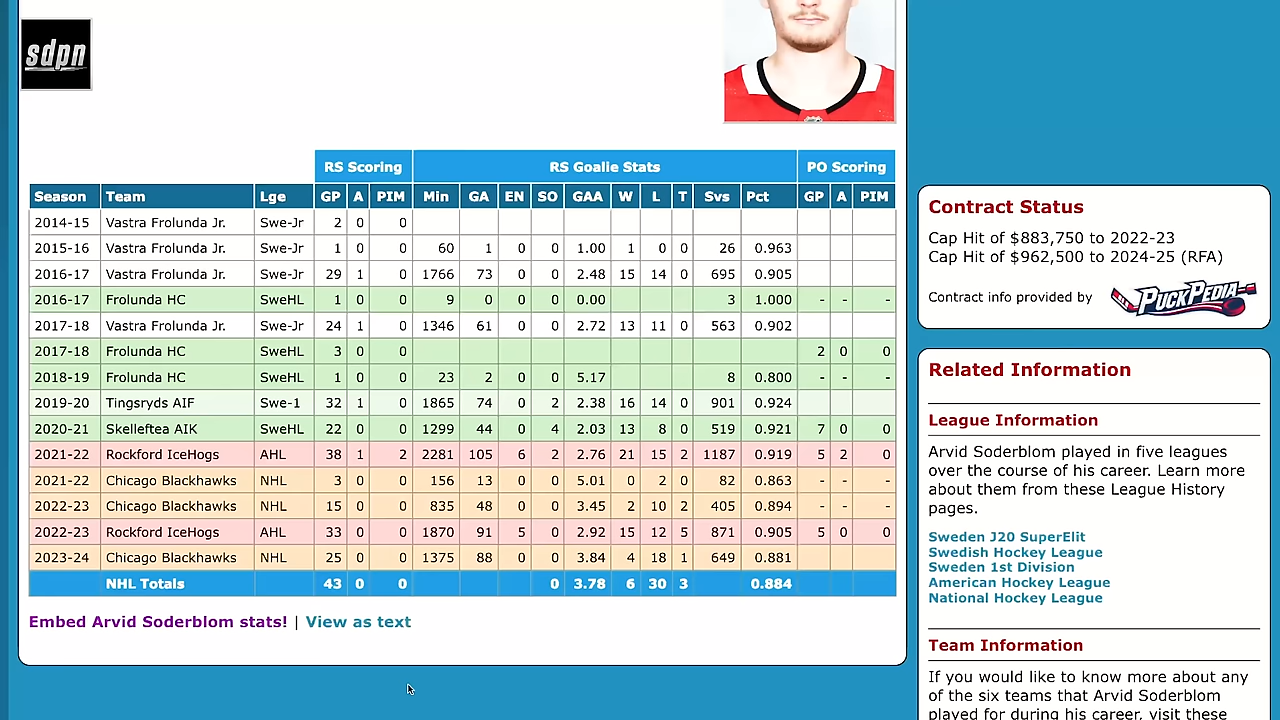 sdpn
RS Scoring RS Goalie Stats PO Scoring
Season Team Lge GP A PIM Min GA EN SO GAA W L T Svs Pct GP A PIM
2014-15 Vastra Frolunda Jr. Swe-Jr 2 0 0
2015-16 Vastra Frolunda Jr. Swe-Jr 1 0 0 60 1 0 0 1.00 1 0 0 26 0.963
2016-17 Vastra Frolunda Jr. Swe-Jr 29 1 0 1766 73 0 0 2.48 15 14 0 695 0.905
2016-17 Frolunda HC SweHL 1 0 0 9 0 0 0 0.00 3 1.000 - - -
2017-18 Vastra Frolunda Jr. Swe-Jr 24 1 0 1346 61 0 0 2.72 13 11 0 563 0.902
2017-18 Frolunda HC SweHL 3 0 0 2 0 0
2018-19 Frolunda HC SweHL 1 0 0 23 2 0 0 5.17 8 0.800 - - -
2019-20 Tingsryds AIF Swe-1 32 1 0 1865 74 0 2 2.38 16 14 0 901 0.924
2020-21 Skelleftea AIK SweHL 22 0 0 1299 44 0 4 2.03 13 8 0 519 0.921 7 0 0
2021-22 Rockford IceHogs AHL 38 1 2 2281 105 6 2 2.76 21 15 2 1187 0.919 5 2 0
2021-22 Chicago Blackhawks NHL 3 0 0 156 13 0 0 5.01 0 2 0 82 0.863 - - -
2022-23 Chicago Blackhawks NHL 15 0 0 835 48 0 0 3.45 2 10 2 405 0.894 - - -
2022-23 Rockford IceHogs AHL 33 0 0 1870 91 5 0 2.92 15 12 5 871 0.905 5 0 0
2023-24 Chicago Blackhawks NHL 25 0 0 1375 88 0 0 3.84 4 18 1 649 0.881
NHL Totals 43 0 0 0 3.78 6 30 3 0.884
Embed Arvid Soderblom stats! | View as text
Contract Status
Cap Hit of $883,750 to 2022-23
Cap Hit of $962,500 to 2024-25 (RFA)
Contract info provided by PUCKPEDIA
Related Information
League Information
Arvid Soderblom played in five leagues
over the course of his career. Learn more
about them from these League History
pages.
Sweden J20 SuperElit
Swedish Hockey League
Sweden 1st Division
American Hockey League
National Hockey League
Team Information
If you would like to know more about any
of the six teams that Arvid Soderblom
played for during his career, visit these